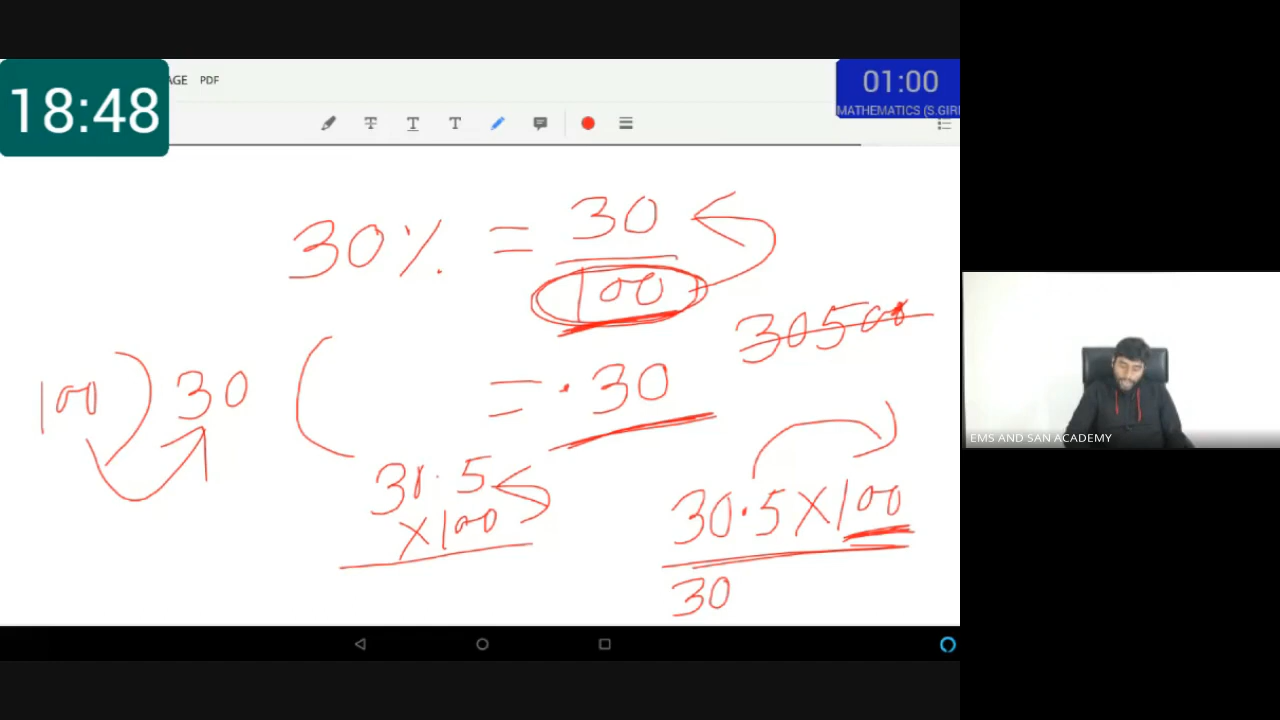 18:48
AGE PDF
01:00
MATHEMATICS (S.GIRI
30% = 30
100
30500
100 ) 30 (
= .30
30.5
×100
30.5×100
30
EMS AND SAN ACADEMY